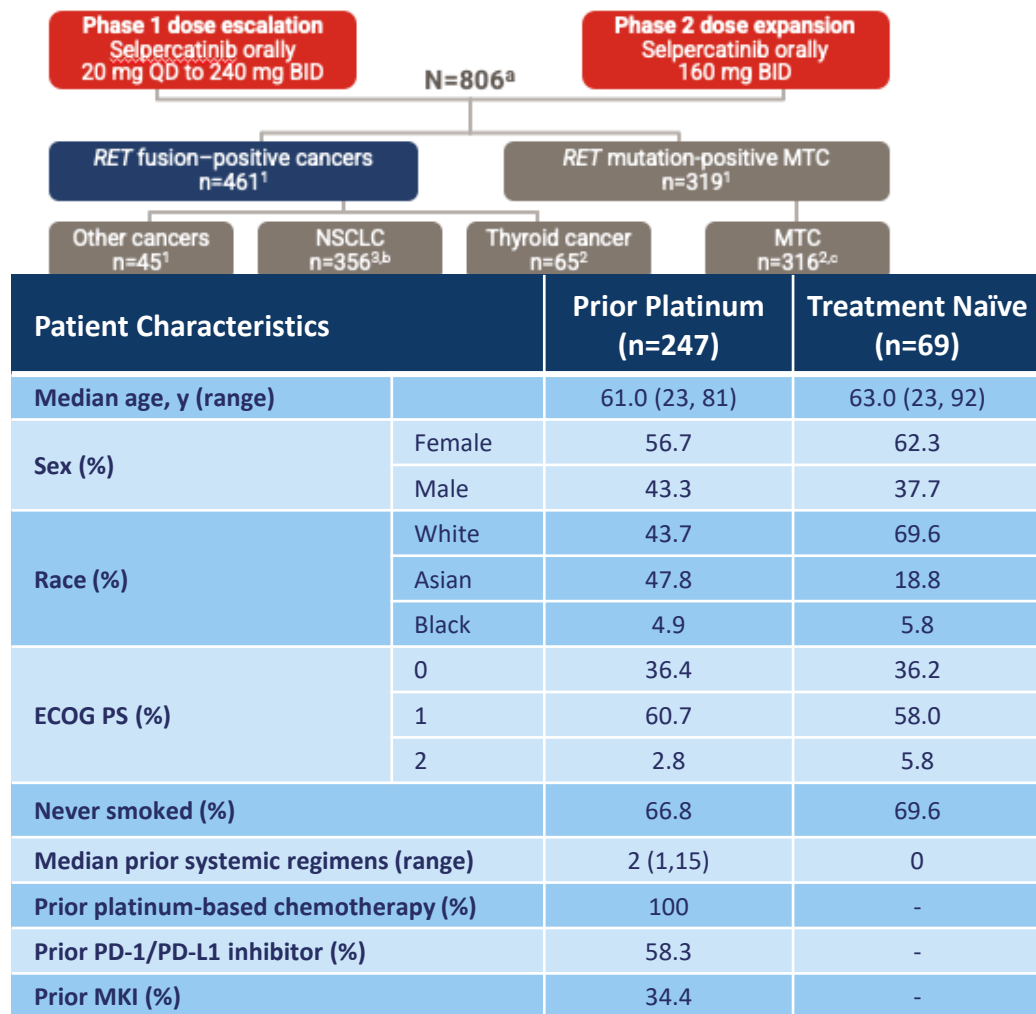 Phase 1 dose escalation
Selpercatinib orally
20 mg QD to 240 mg BID
Phase 2 dose expansion
Selpercatinib orally
160 mg BID
N=806ᵃ
RET fusion–positive cancers
n=461¹
RET mutation-positive MTC
n=319¹
Other cancers
n=45¹
NSCLC
n=356³,ᵇ
Thyroid cancer
n=65²
MTC
n=316²,ᶜ
Patient Characteristics
Prior Platinum
(n=247)
Treatment Naïve
(n=69)
Median age, y (range) 61.0 (23, 81) 63.0 (23, 92)
Sex (%)
Female 56.7 62.3
Male 43.3 37.7
Race (%)
White 43.7 69.6
Asian 47.8 18.8
Black 4.9 5.8
ECOG PS (%)
0 36.4 36.2
1 60.7 58.0
2 2.8 5.8
Never smoked (%) 66.8 69.6
Median prior systemic regimens (range) 2 (1,15) 0
Prior platinum-based chemotherapy (%) 100 -
Prior PD-1/PD-L1 inhibitor (%) 58.3 -
Prior MKI (%) 34.4 -